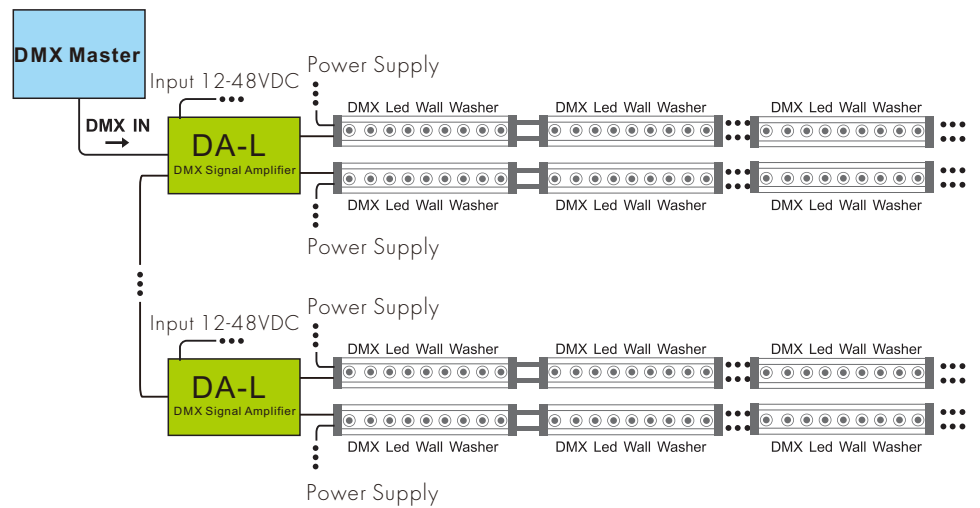 DMX Master
Input 12-48VDC
Power Supply
DMX Led Wall Washer
DMX Led Wall Washer
DMX Led Wall Washer
DMX IN
DA-L
DMX Signal Amplifier
DMX Led Wall Washer
DMX Led Wall Washer
DMX Led Wall Washer
Power Supply
Input 12-48VDC
Power Supply
DMX Led Wall Washer
DMX Led Wall Washer
DMX Led Wall Washer
DA-L
DMX Signal Amplifier
DMX Led Wall Washer
DMX Led Wall Washer
DMX Led Wall Washer
Power Supply